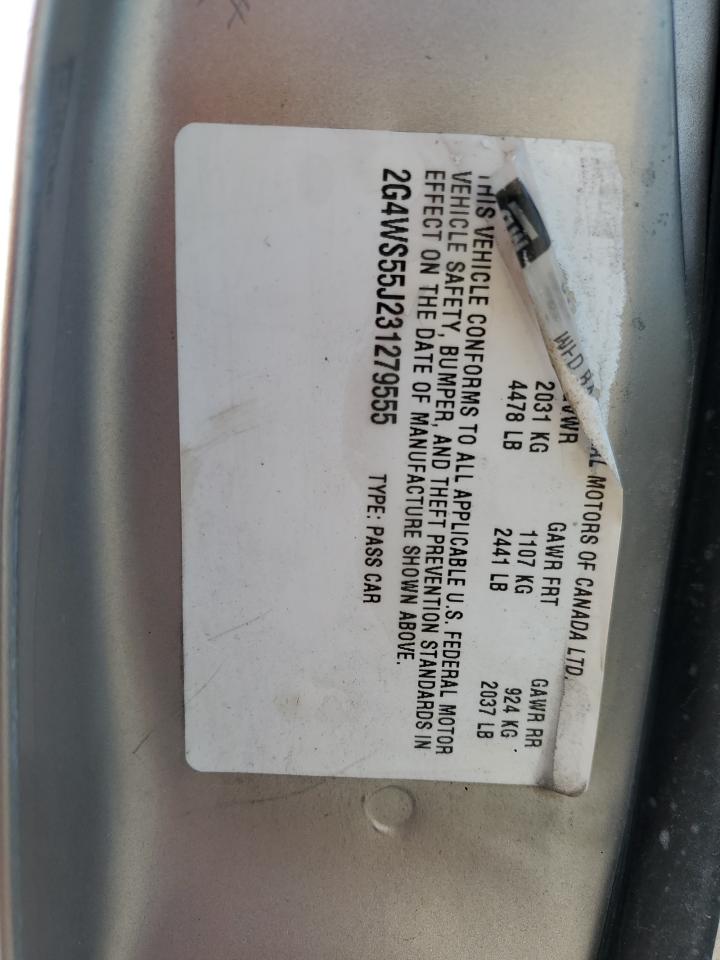 MOTORS OF CANADA LTD.
GVWR GAWR FRT GAWR RR
2031 KG 1107 KG 924 KG
4478 LB 2441 LB 2037 LB
THIS VEHICLE CONFORMS TO ALL APPLICABLE U.S. FEDERAL MOTOR
VEHICLE SAFETY, BUMPER, AND THEFT PREVENTION STANDARDS IN
EFFECT ON THE DATE OF MANUFACTURE SHOWN ABOVE.
2G4WS55J231279555 TYPE: PASS CAR